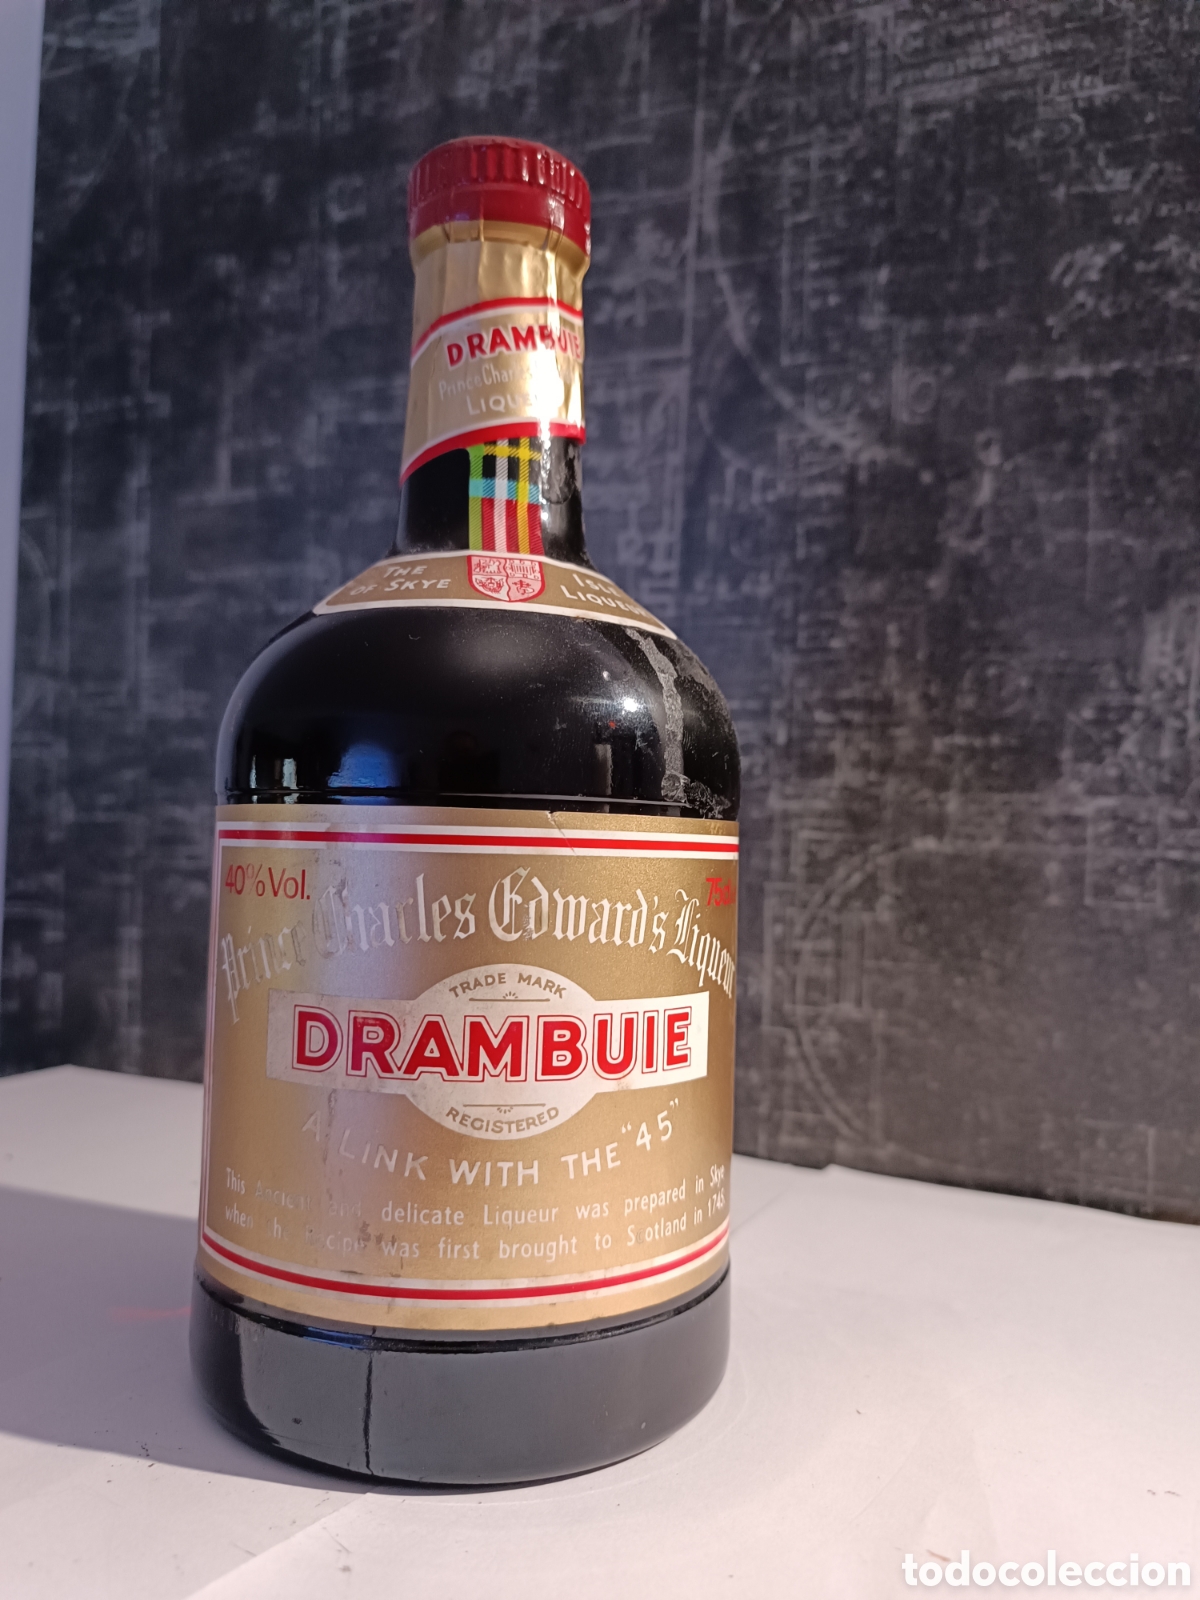 DRAMBUIE
Prince
LIQUEUR
THE ISLE
OF SKYE LIQUEUR
40% Vol. 75cl
Prince Charles Edward's Liqueur
TRADE MARK
DRAMBUIE
REGISTERED
A LINK WITH THE "45"
This Ancient and delicate Liqueur was prepared in Skye
when the Recipe was first brought to Scotland in 1745.
todocoleccion